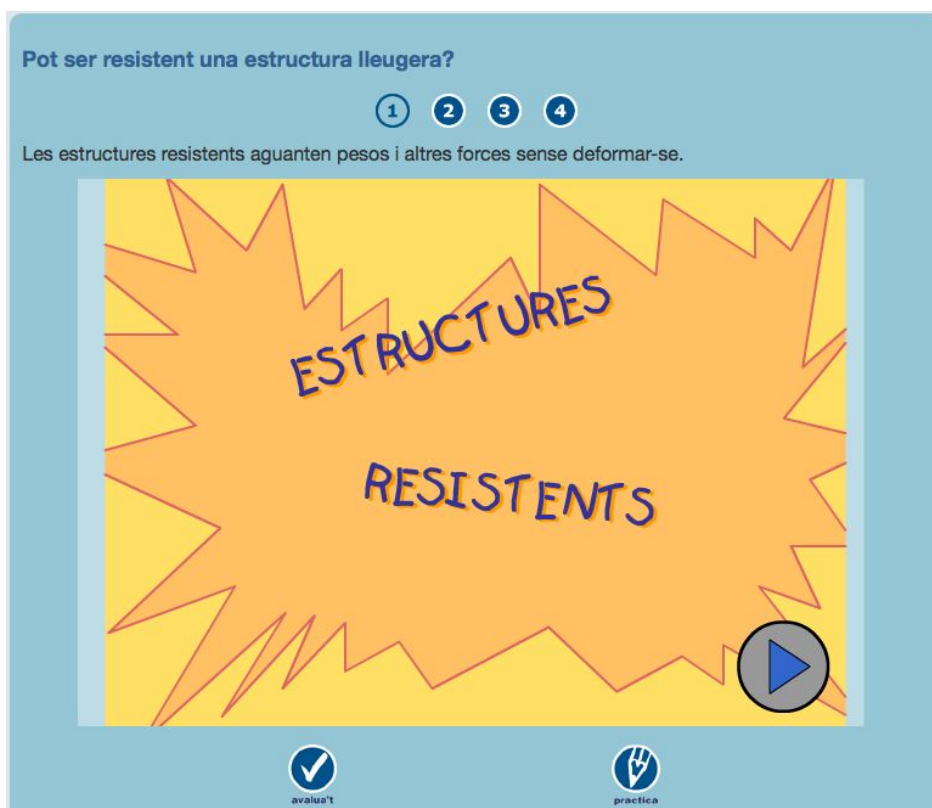 Pot ser resistent una estructura lleugera?
1 2 3 4
Les estructures resistents aguanten pesos i altres forces sense deformar-se.
ESTRUCTURES
RESISTENTS
avalua't practica